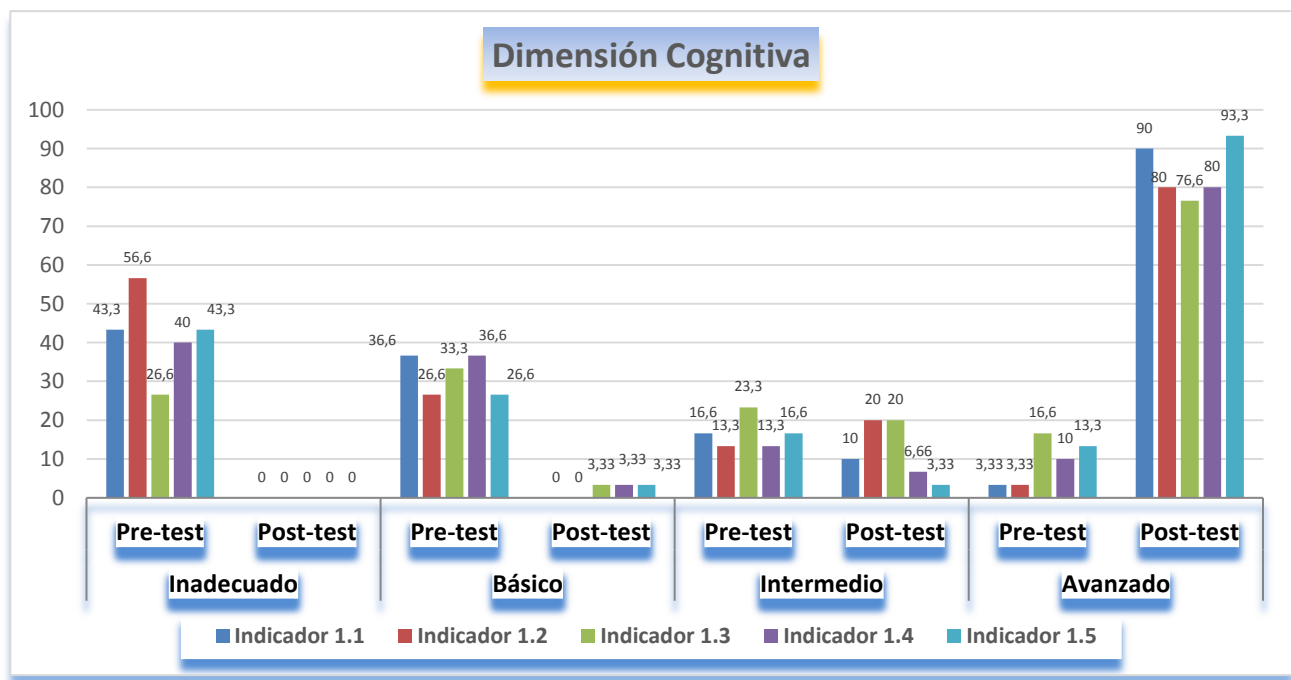 Dimensión Cognitiva
100
90
80
70
60
50
40
30
20
10
0
43,3 56,6 26,6 40 43,3
0 0 0 0 0
36,6 26,6 33,3 36,6 26,6
0 0 3,33 3,33 3,33
16,6 13,3 23,3 13,3 16,6
10 20 20 6,66 3,33
3,33 3,33 16,6 10 13,3
90 80 76,6 80 93,3
Pre-test Post-test Pre-test Post-test Pre-test Post-test Pre-test Post-test
Inadecuado Básico Intermedio Avanzado
Indicador 1.1 Indicador 1.2 Indicador 1.3 Indicador 1.4 Indicador 1.5